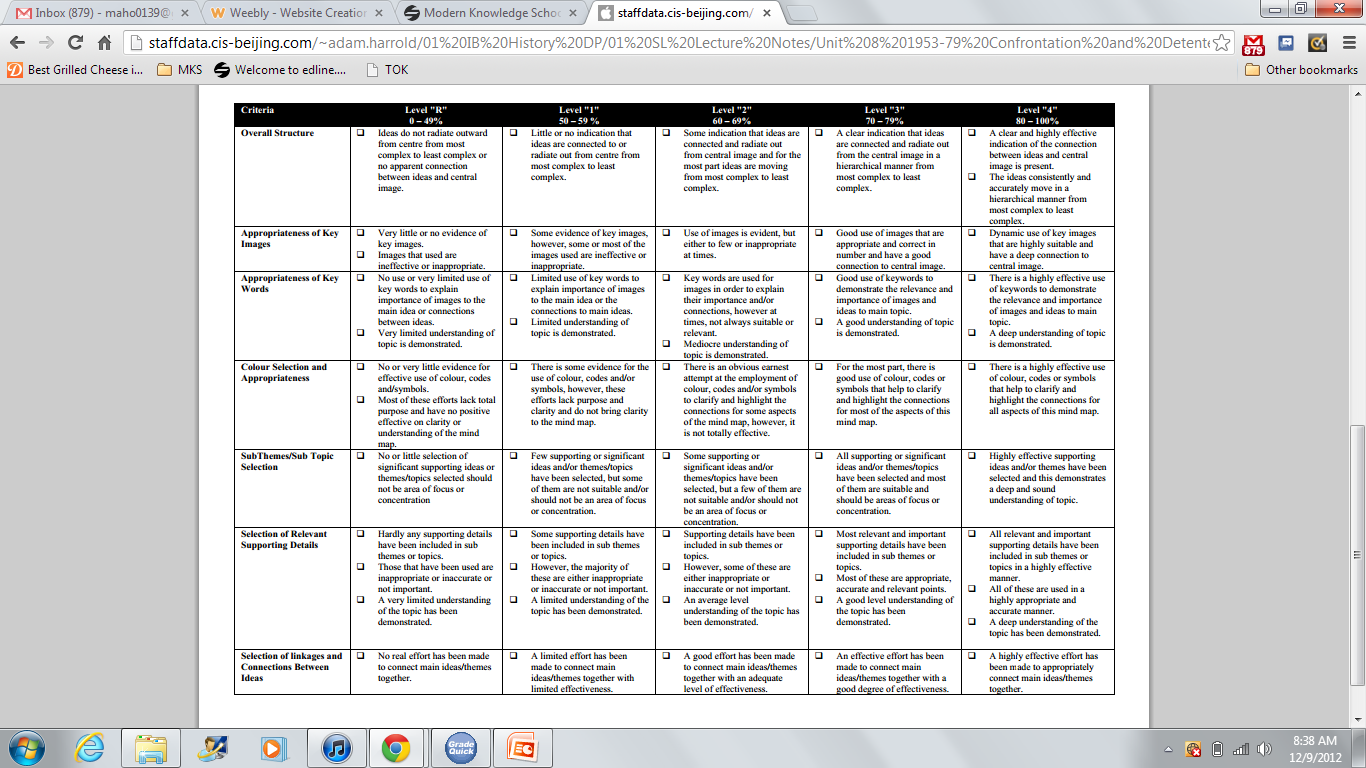 Inbox (879) - maho0139@
Weebly - Website Creation
Modern Knowledge Schoo
staffdata.cis-beijing.com/
staffdata.cis-beijing.com/~adam.harrold/01%20IB%20History%20DP/01%20SL%20Lecture%20Notes/Unit%208%201953-79%20Confrontation%20and%20Detente
879
Best Grilled Cheese i...
MKS
Welcome to edline....
TOK
Other bookmarks
Criteria
Level "R"
0 – 49%
Level "1"
50 – 59 %
Level "2"
60 – 69%
Level "3"
70 – 79%
Level "4"
80 – 100%
Overall Structure
Ideas do not radiate outward
from centre from most
complex to least complex or
no apparent connection
between ideas and central
image.
Little or no indication that
ideas are connected to or
radiate out from centre from
most complex to least
complex.
Some indication that ideas are
connected and radiate out
from central image and for the
most part ideas are moving
from most complex to least
complex.
A clear indication that ideas
are connected and radiate out
from the central image in a
hierarchical manner from
most complex to least
complex.
A clear and highly effective
indication of the connection
between ideas and central
image is present.
The ideas consistently and
accurately move in a
hierarchical manner from
most complex to least
complex.
Appropriateness of Key
Images
Very little or no evidence of
key images.
Images that used are
ineffective or inappropriate.
Some evidence of key images,
however, some or most of the
images used are ineffective or
inappropriate.
Use of images is evident, but
either to few or inappropriate
at times.
Good use of images that are
appropriate and correct in
number and have a good
connection to central image.
Dynamic use of key images
that are highly suitable and
have a deep connection to
central image.
Appropriateness of Key
Words
No use or very limited use of
key words to explain
importance of images to the
main idea or connections
between ideas.
Very limited understanding of
topic is demonstrated.
Limited use of key words to
explain importance of images
to the main idea or the
connections to main ideas.
Limited understanding of
topic is demonstrated.
Key words are used for
images in order to explain
their importance and/or
connections, however at
times, not always suitable or
relevant.
Mediocre understanding of
topic is demonstrated.
Good use of keywords to
demonstrate the relevance and
importance of images and
ideas to main topic.
A good understanding of topic
is demonstrated.
There is a highly effective use
of keywords to demonstrate
the relevance and importance
of images and ideas to main
topic.
A deep understanding of topic
is demonstrated.
Colour Selection and
Appropriateness
No or very little evidence for
effective use of colour, codes
and/symbols.
Most of these efforts lack total
purpose and have no positive
effective on clarity or
understanding of the mind
map.
There is some evidence for the
use of colour, codes and/or
symbols, however, these
efforts lack purpose and
clarity and do not bring clarity
to the mind map.
There is an obvious earnest
attempt at the employment of
colour, codes and/or symbols
to clarify and highlight the
connections for some aspects
of the mind map, however, it
is not totally effective.
For the most part, there is
good use of colour, codes or
symbols that help to clarify
and highlight the connections
for most of the aspects of this
mind map.
There is a highly effective use
of colour, codes or symbols
that help to clarify and
highlight the connections for
all aspects of this mind map.
SubThemes/Sub Topic
Selection
No or little selection of
significant supporting ideas or
themes/topics selected should
not be area of focus or
concentration
Few supporting or significant
ideas and/or themes/topics
have been selected, but some
of them are not suitable and/or
should not be an area of focus
or concentration.
Some supporting or
significant ideas and/or
themes/topics have been
selected, but a few of them are
not suitable and/or should not
be an area of focus or
concentration.
All supporting or significant
ideas and/or themes/topics
have been selected and most
of them are suitable and
should be areas of focus or
concentration.
Highly effective supporting
ideas and/or themes have been
selected and this demonstrates
a deep and sound
understanding of topic.
Selection of Relevant
Supporting Details
Hardly any supporting details
have been included in sub
themes or topics.
Those that have been used are
inappropriate or inaccurate or
not important.
A very limited understanding
of the topic has been
demonstrated.
Some supporting details have
been included in sub themes
or topics.
However, the majority of
these are either inappropriate
or inaccurate or not important.
A limited understanding of the
topic has been demonstrated.
Supporting details have been
included in sub themes or
topics.
However, some of these are
either inappropriate or
inaccurate or not important.
An average level
understanding of the topic has
been demonstrated.
Most relevant and important
supporting details have been
included in sub themes or
topics.
Most of these are appropriate,
accurate and relevant points.
A good level understanding of
the topic has been
demonstrated.
All relevant and important
supporting details have been
included in sub themes or
topics in a highly effective
manner.
All of these are used in a
highly appropriate and
accurate manner.
A deep understanding of the
topic has been demonstrated.
Selection of linkages and
Connections Between
Ideas
No real effort has been made
to connect main ideas/themes
together.
A limited effort has been
made to connect main
ideas/themes together with
limited effectiveness.
A good effort has been made
to connect main ideas/themes
together with an adequate
level of effectiveness.
An effective effort has been
made to connect main
ideas/themes together with a
good degree of effectiveness.
A highly effective effort has
been made to appropriately
connect main ideas/themes
together.
Grade
Quick
8:38 AM
12/9/2012